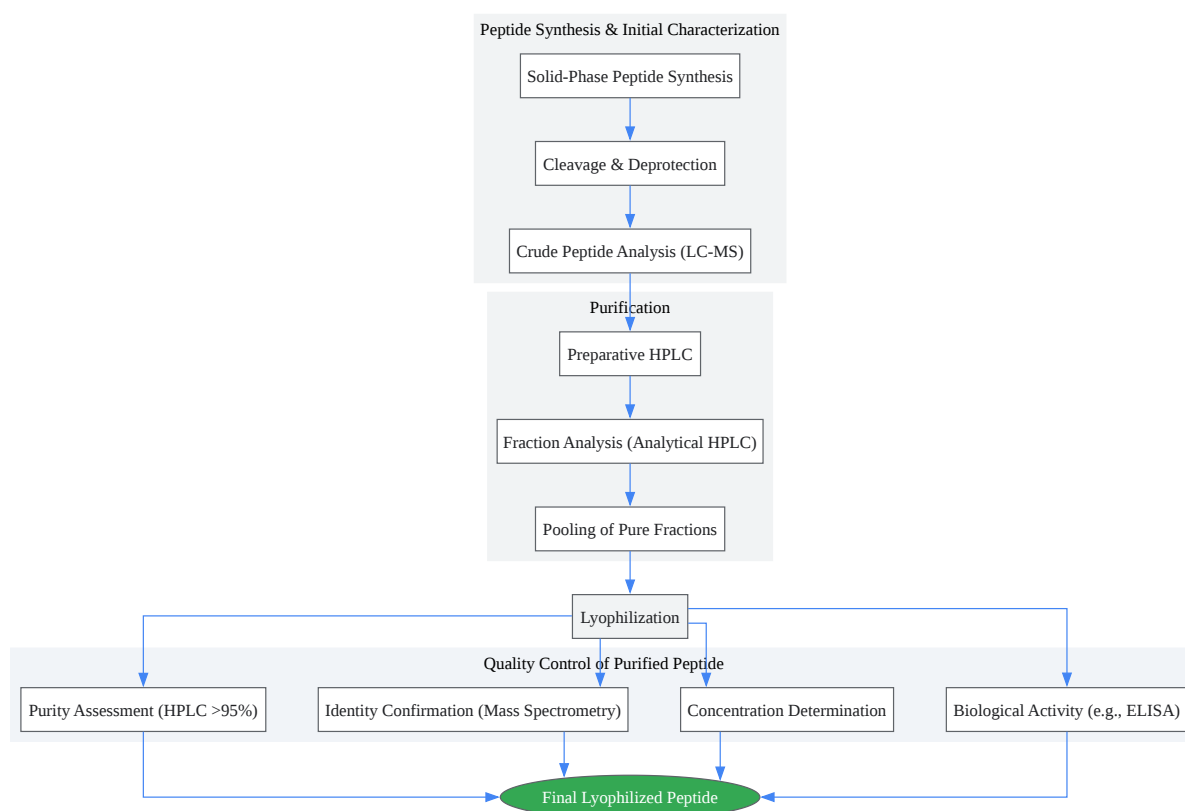 Peptide Synthesis & Initial Characterization
Solid-Phase Peptide Synthesis
Cleavage & Deprotection
Crude Peptide Analysis (LC-MS)
Purification
Preparative HPLC
Fraction Analysis (Analytical HPLC)
Pooling of Pure Fractions
Lyophilization
Quality Control of Purified Peptide
Purity Assessment (HPLC >95%)
Identity Confirmation (Mass Spectrometry)
Concentration Determination
Biological Activity (e.g., ELISA)
Final Lyophilized Peptide